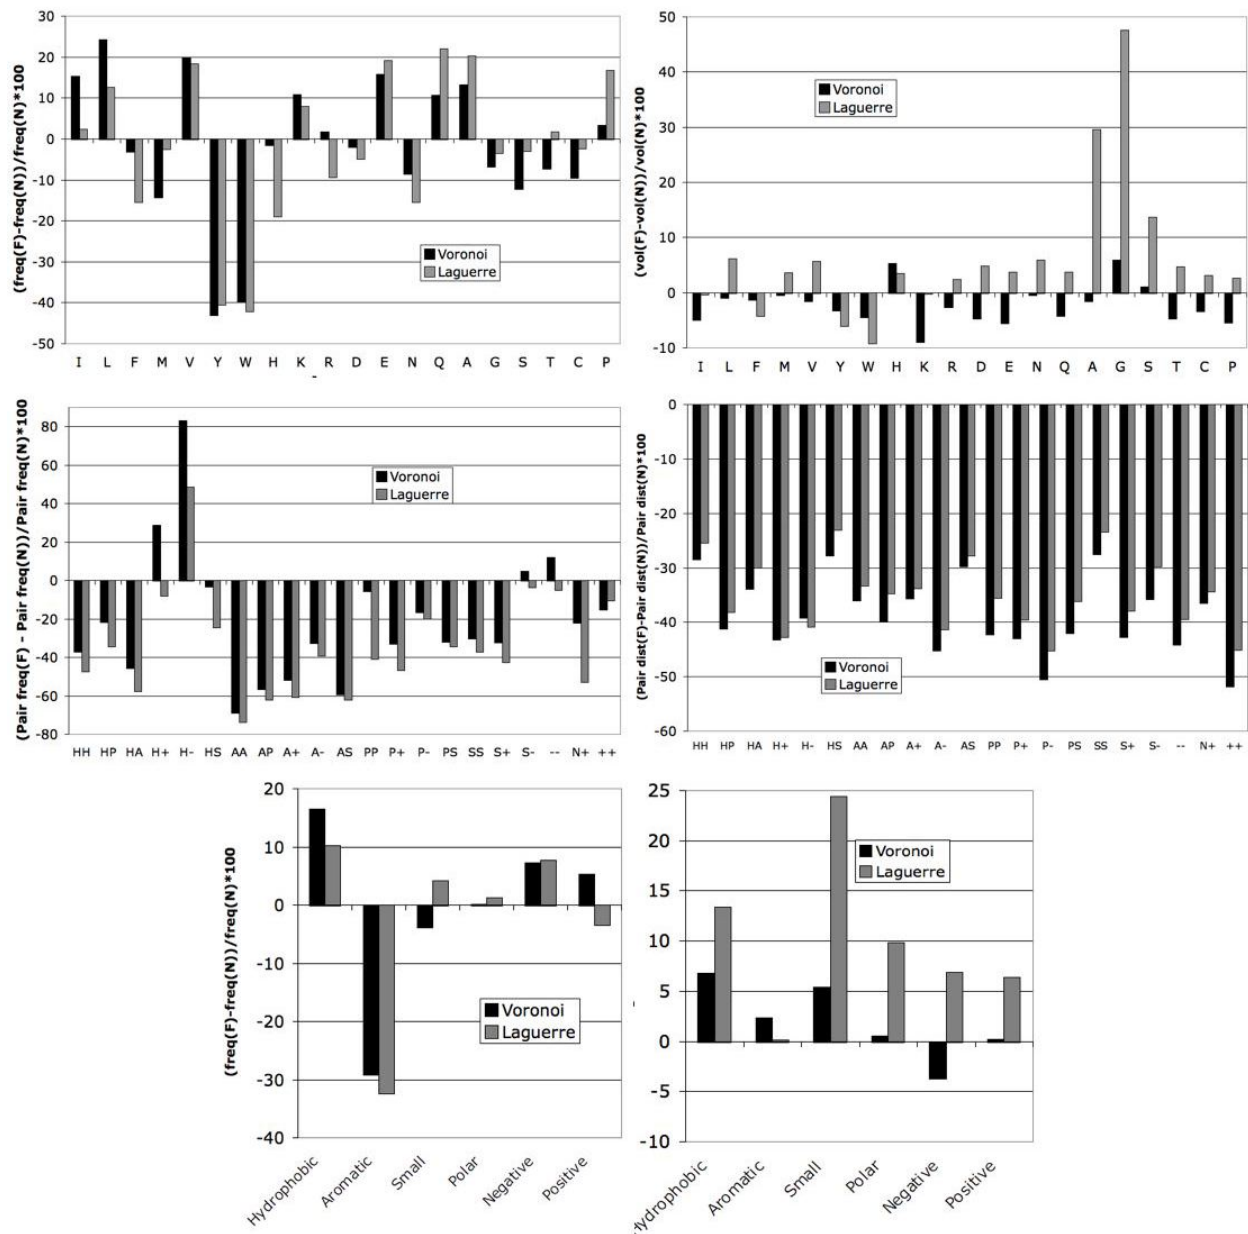 (freq(F)-freq(N))/freq(N)*100
30
20
10
0
-10
-20
-30
-40
-50
Voronoi
Laguerre
I L F M V Y W H K R D E N Q A G S T C P
(vol(F)-vol(N))/vol(N)*100
50
40
30
20
10
0
-10
Voronoi
Laguerre
I L F M V Y W H K R D E N Q A G S T C P
(Pair freq(F) - Pair freq(N))/Pair freq(N)*100
80
60
40
20
0
-20
-40
-60
-80
Voronoi
Laguerre
HH HP HA H+ H- HS AA AP A+ A- AS PP P+ P- PS SS S+ S- -- N+ ++
(Pair dist(F)-Pair dist(N))/Pair dist(N)*100
0
-10
-20
-30
-40
-50
-60
Voronoi
Laguerre
HH HP HA H+ H- HS AA AP A+ A- AS PP P+ P- PS SS S+ S- -- N+ ++
(freq(F)-freq(N))/freq(N)*100
20
10
0
-10
-20
-30
-40
Voronoi
Laguerre
Hydrophobic Aromatic Small Polar Negative Positive
25
20
15
10
5
0
-5
-10
Voronoi
Laguerre
Hydrophobic Aromatic Small Polar Negative Positive